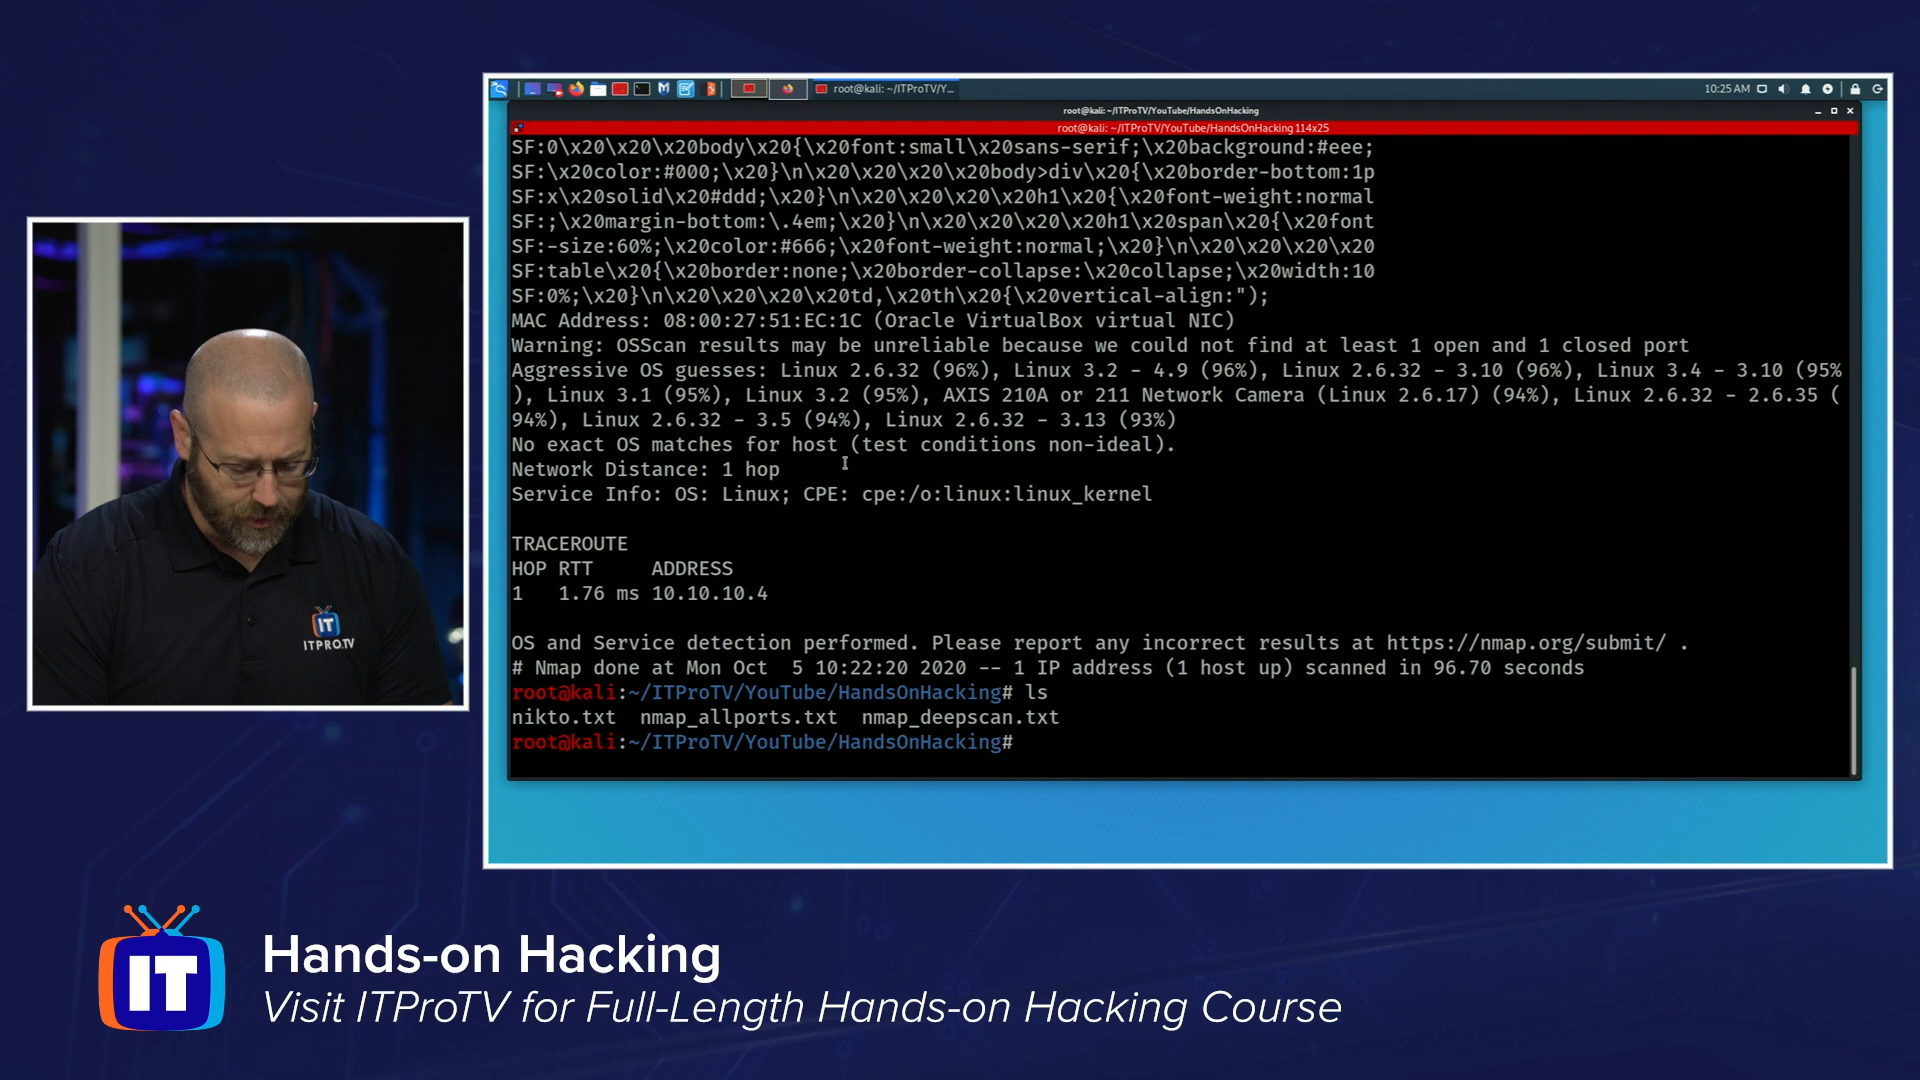 10:25 AM
root@kali: ~/ITProTV/Y...
root@kali: ~/ITProTV/YouTube/HandsOnHacking
root@kali: ~/ITProTV/YouTube/HandsOnHacking 114x25
SF:0\x20\x20\x20body\x20{\x20font:small\x20sans-serif;\x20background:#eee;
SF:\x20color:#000;\x20}\n\x20\x20\x20\x20body>div\x20{\x20border-bottom:1p
SF:x\x20solid\x20#ddd;\x20}\n\x20\x20\x20\x20h1\x20{\x20font-weight:normal
SF:;\x20margin-bottom:\.4em;\x20}\n\x20\x20\x20\x20h1\x20span\x20{\x20font
SF:-size:60%;\x20color:#666;\x20font-weight:normal;\x20}\n\x20\x20\x20\x20
SF:table\x20{\x20border:none;\x20border-collapse:\x20collapse;\x20width:10
SF:0%;\x20}\n\x20\x20\x20\x20td,\x20th\x20{\x20vertical-align:");
MAC Address: 08:00:27:51:EC:1C (Oracle VirtualBox virtual NIC)
Warning: OSScan results may be unreliable because we could not find at least 1 open and 1 closed port
Aggressive OS guesses: Linux 2.6.32 (96%), Linux 3.2 - 4.9 (96%), Linux 2.6.32 - 3.10 (96%), Linux 3.4 - 3.10 (95%
), Linux 3.1 (95%), Linux 3.2 (95%), AXIS 210A or 211 Network Camera (Linux 2.6.17) (94%), Linux 2.6.32 - 2.6.35 (
94%), Linux 2.6.32 - 3.5 (94%), Linux 2.6.32 - 3.13 (93%)
No exact OS matches for host (test conditions non-ideal).
Network Distance: 1 hop
Service Info: OS: Linux; CPE: cpe:/o:linux:linux_kernel
TRACEROUTE
HOP RTT     ADDRESS
1   1.76 ms 10.10.10.4
OS and Service detection performed. Please report any incorrect results at https://nmap.org/submit/ .
# Nmap done at Mon Oct  5 10:22:20 2020 -- 1 IP address (1 host up) scanned in 96.70 seconds
root@kali:~/ITProTV/YouTube/HandsOnHacking# ls
nikto.txt  nmap_allports.txt  nmap_deepscan.txt
root@kali:~/ITProTV/YouTube/HandsOnHacking#
IT
ITPRO.TV
IT
Hands-on Hacking
Visit ITProTV for Full-Length Hands-on Hacking Course